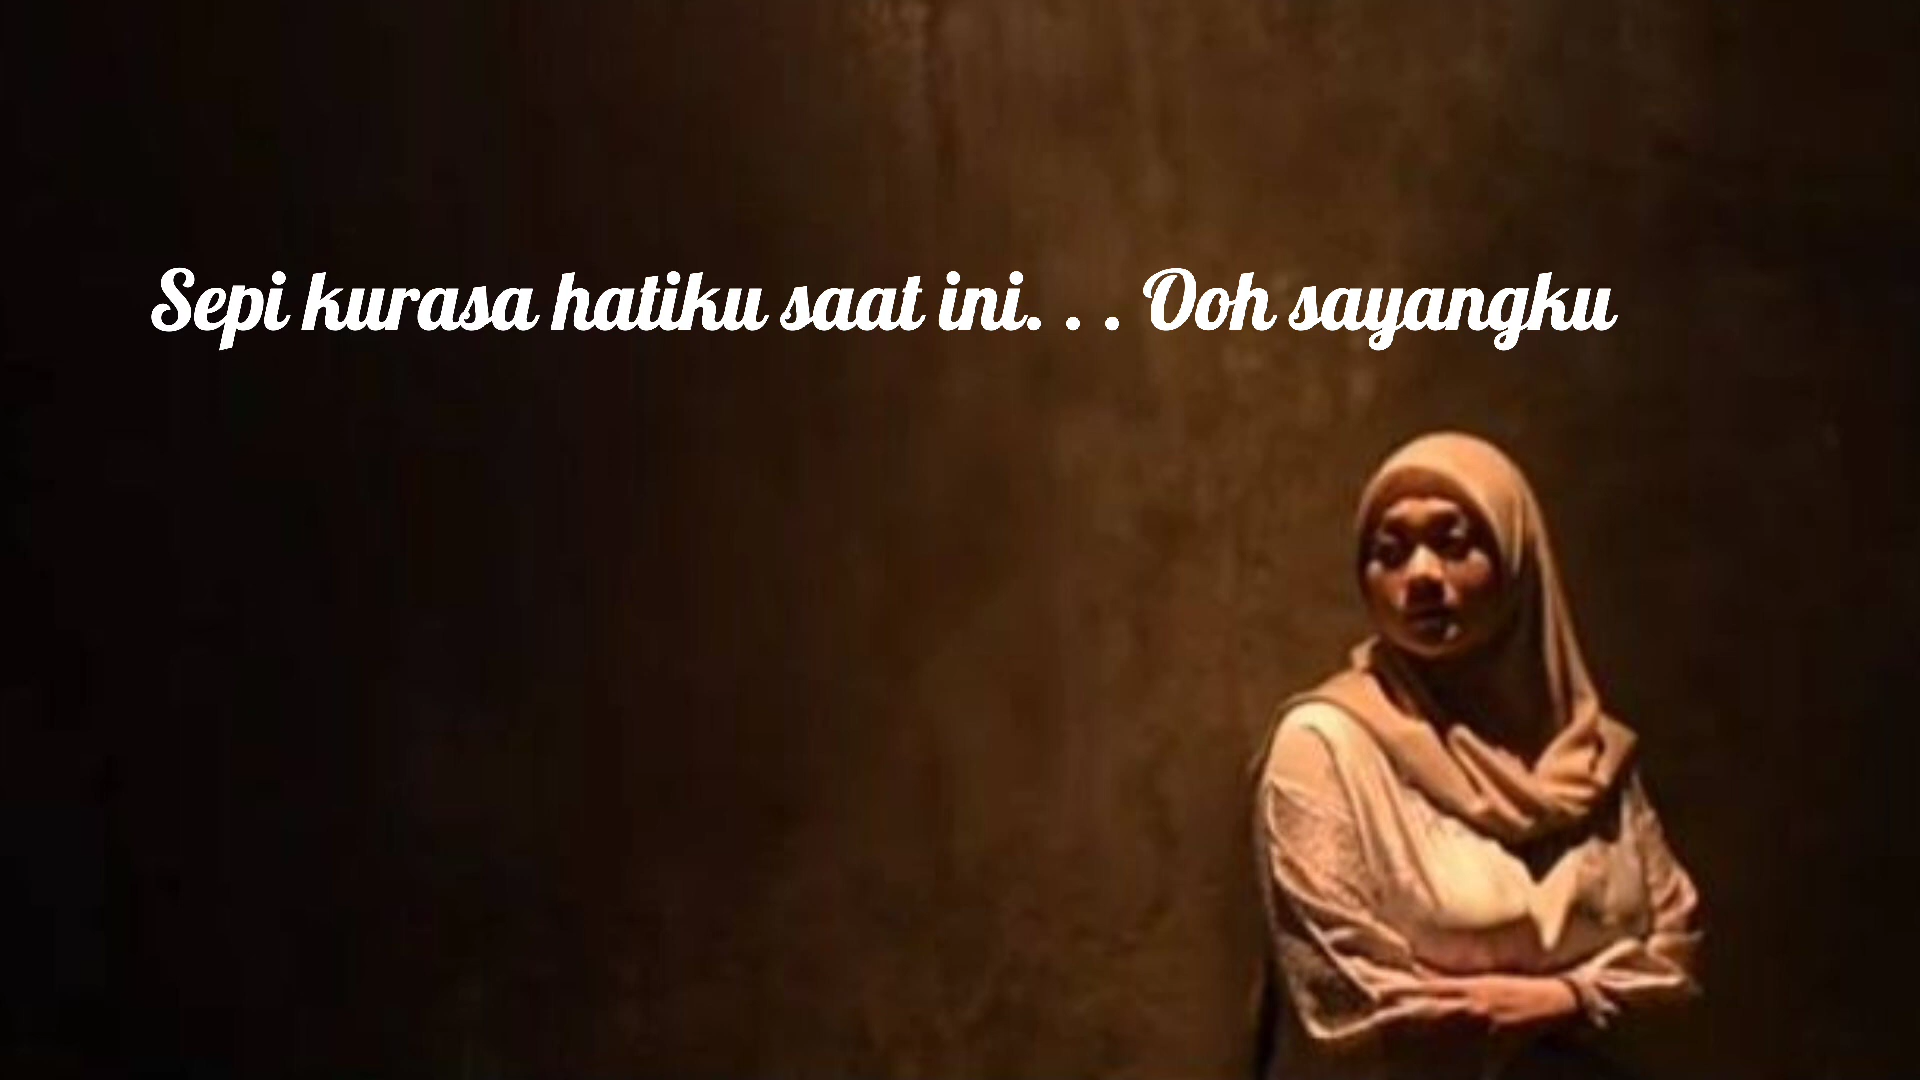 Sepi kurasa hatiku saat ini. . . Ooh sayangku